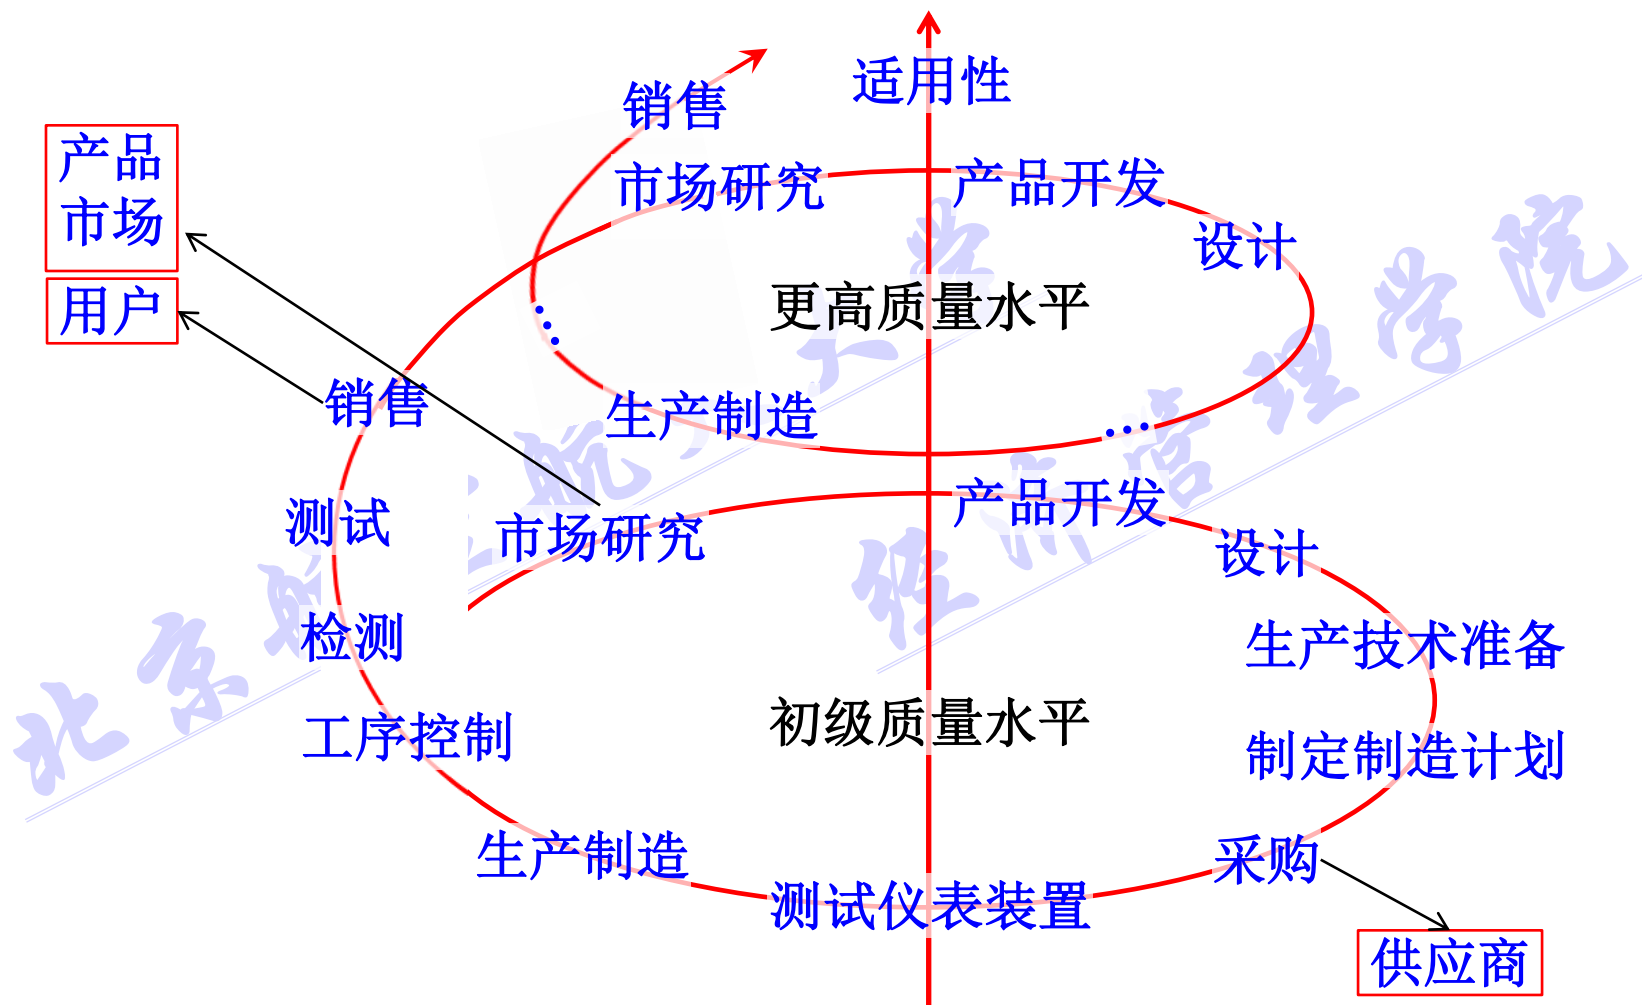 适用性
销售
产品
市场
用户
市场研究
产品开发
设计
更高质量水平
...
生产制造
...
销售
测试
检测
工序控制
生产制造
市场研究
产品开发
设计
生产技术准备
制定制造计划
采购
测试仪表装置
初级质量水平
供应商
北京航空航天大学
经济管理学院